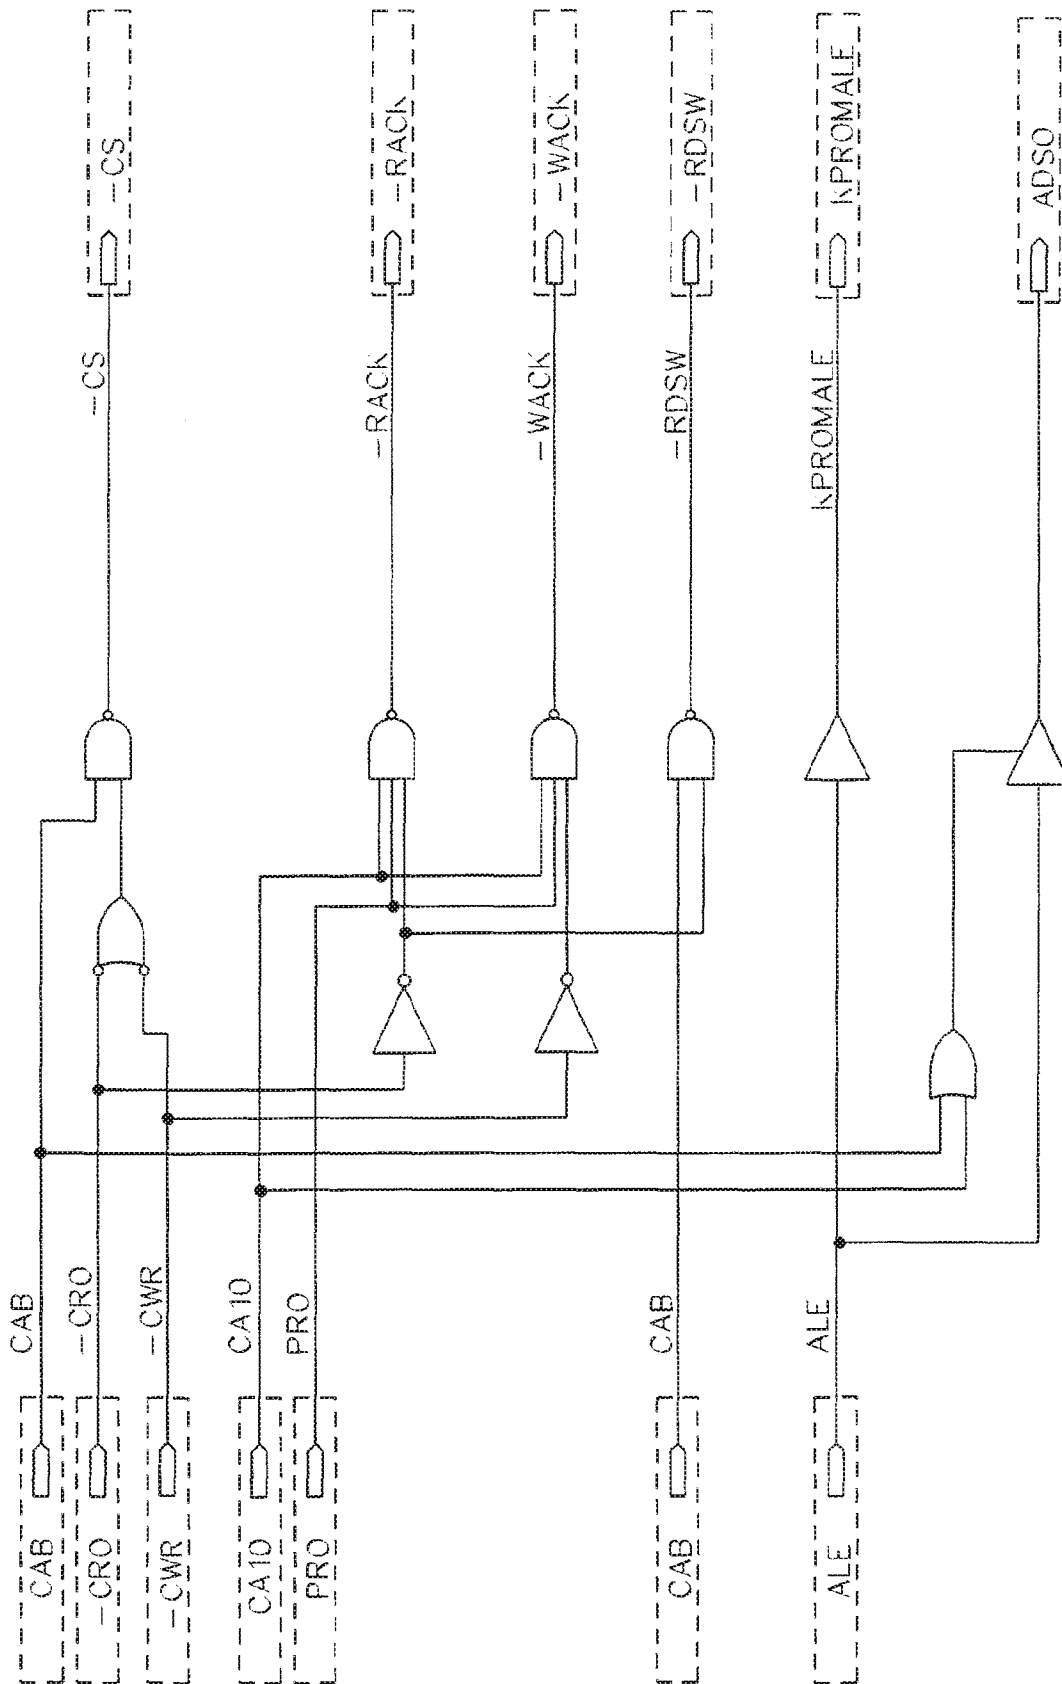 CAB
CAB
-CRO
-CRO
-CWR
-CWR
CA10
CA10
PRO
PRO
CAB
CAB
ALE
ALE
-CS
-CS
-RACK
-RACK
-WACK
-WACK
-RDSW
-RDSW
KPROMALE
KPROMALE
ADSO